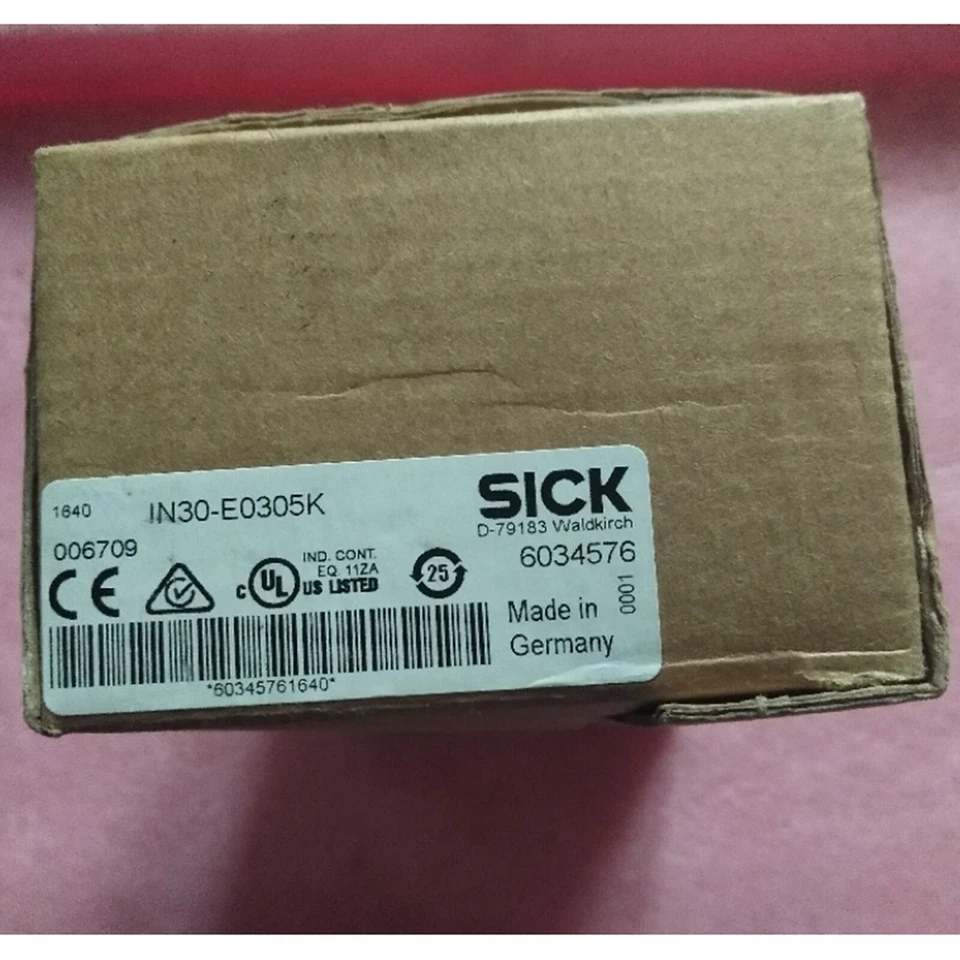 1640
IN30-E0305K
SICK
D-79183 Waldkirch
006709
6034576
CE
C UL US LISTED
IND. CONT.
EQ. 11ZA
25
0001
Made in
Germany
*60345761640*